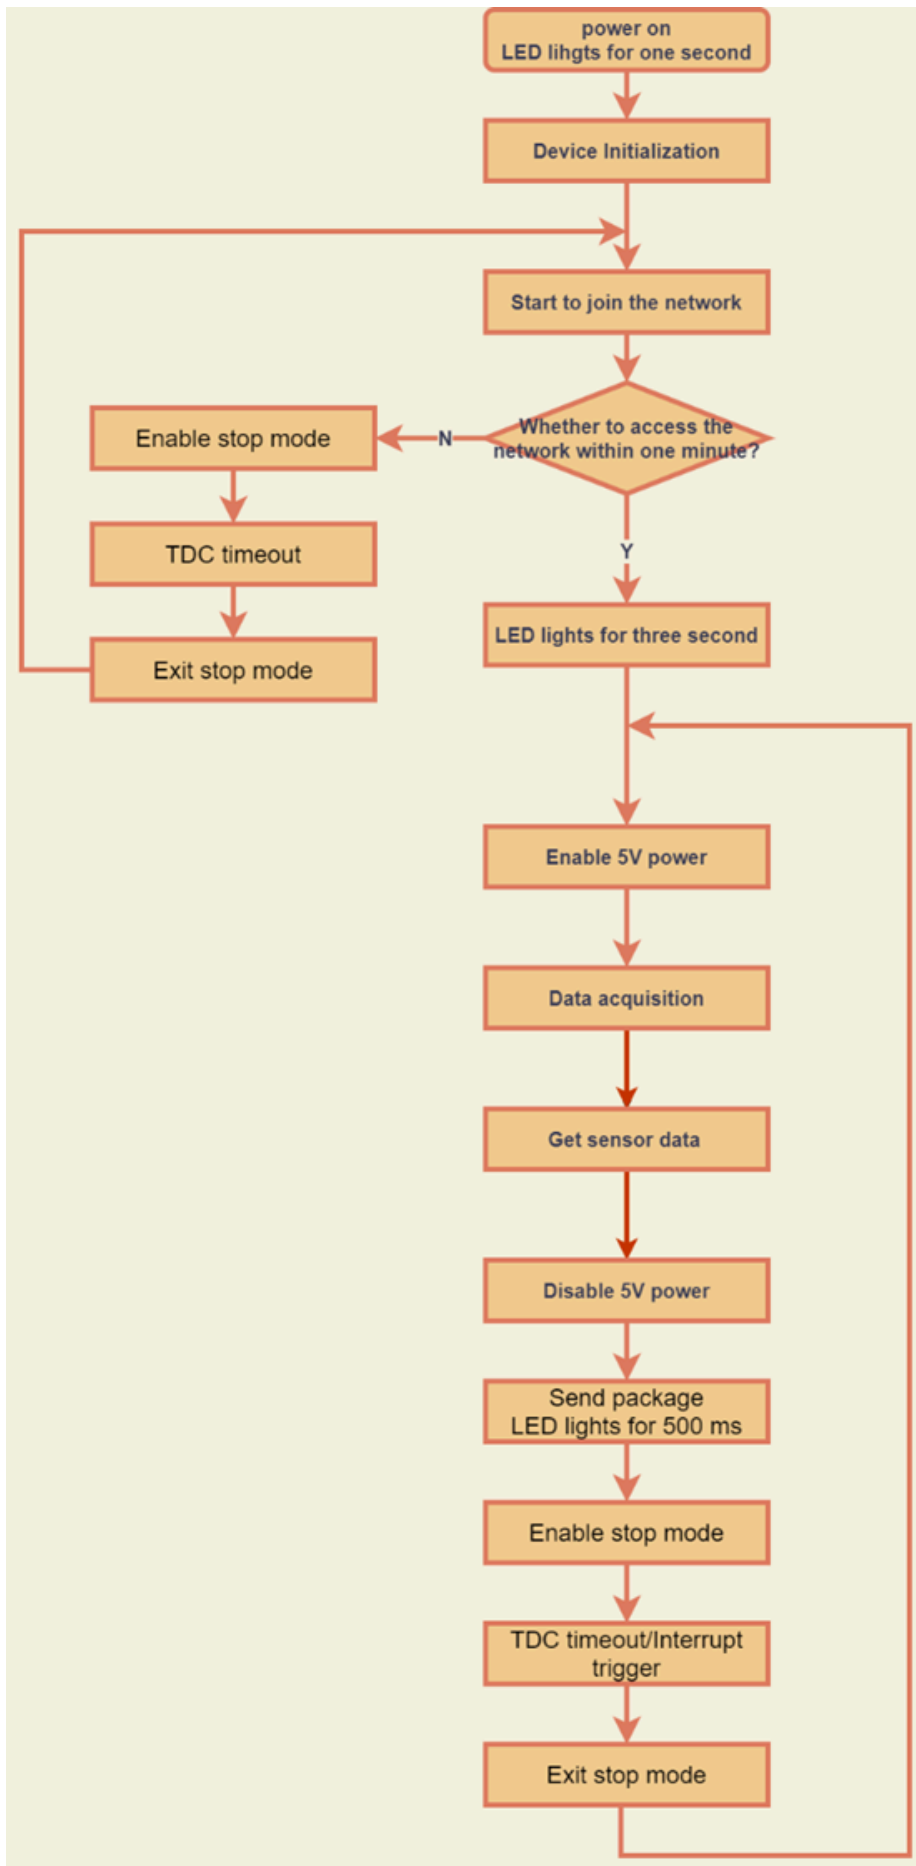 power on
LED lihgts for one second
Device Initialization
Start to join the network
Whether to access the
network within one minute?
N
Enable stop mode
TDC timeout
Exit stop mode
Y
LED lights for three second
Enable 5V power
Data acquisition
Get sensor data
Disable 5V power
Send package
LED lights for 500 ms
Enable stop mode
TDC timeout/Interrupt
trigger
Exit stop mode